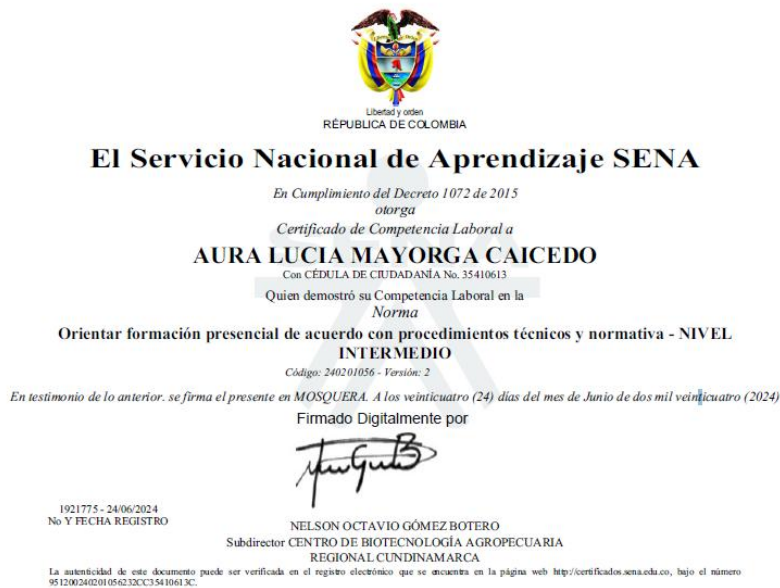 Libertad y orden
RÉPUBLICA DE COLOMBIA
El Servicio Nacional de Aprendizaje SENA
En Cumplimiento del Decreto 1072 de 2015
otorga
Certificado de Competencia Laboral a
SENA
AURA LUCIA MAYORGA CAICEDO
Con CÉDULA DE CIUDADANÍA No. 35410613
Quien demostró su Competencia Laboral en la
Norma
Orientar formación presencial de acuerdo con procedimientos técnicos y normativa - NIVEL
INTERMEDIO
Código: 240201056 - Versión: 2
En testimonio de lo anterior. se firma el presente en MOSQUERA. A los veinticuatro (24) días del mes de Junio de dos mil veinticuatro (2024)
Firmado Digitalmente por
1921775 - 24/06/2024
No Y FECHA REGISTRO
NELSON OCTAVIO GÓMEZ BOTERO
Subdirector CENTRO DE BIOTECNOLOGÍA AGROPECUARIA
REGIONAL CUNDINAMARCA
La autenticidad de este documento puede ser verificada en el registro electrónico que se encuentra en la página web http://certificados.sena.edu.co, bajo el número
951200240201056232CC35410613C.